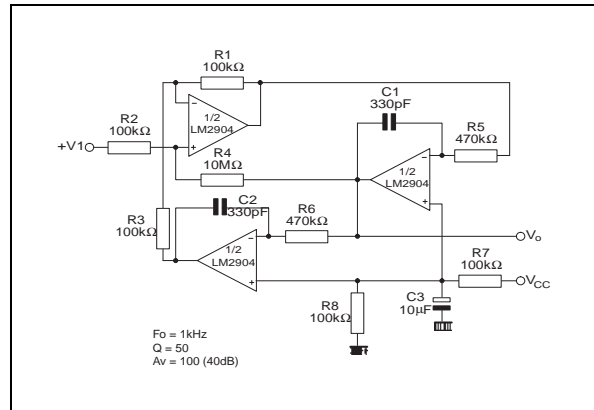 R1
100kΩ
C1
330pF
R2
100kΩ
1/2
LM2904
R5
470kΩ
+V1
R4
10MΩ
1/2
LM2904
C2
330pF
R3
100kΩ
R6
470kΩ
Vo
1/2
LM2904
R7
100kΩ
VCC
R8
100kΩ
C3
10µF
Fo = 1kHz
Q = 50
Av = 100 (40dB)